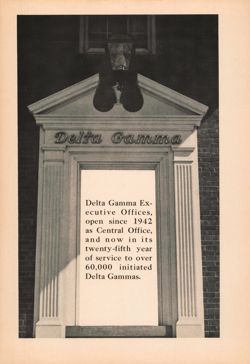 Delta Gamma
Delta Gamma Ex-
ecutive Offices,
open since 1942
as Central Office,
and now in its
twenty-fifth year
of service to over
60,000 initiated
Delta Gammas.